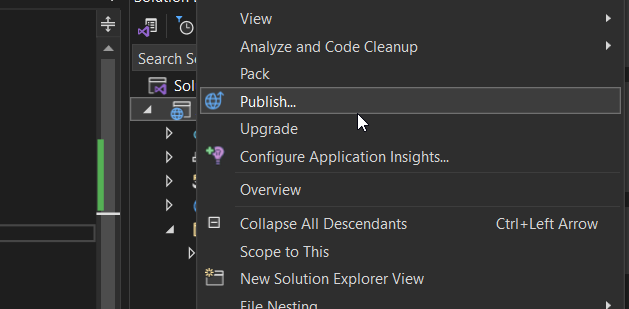 View
Analyze and Code Cleanup
Search S
Pack
Sol
Publish...
Upgrade
Configure Application Insights...
Overview
Collapse All Descendants Ctrl+Left Arrow
Scope to This
New Solution Explorer View
File Nesting